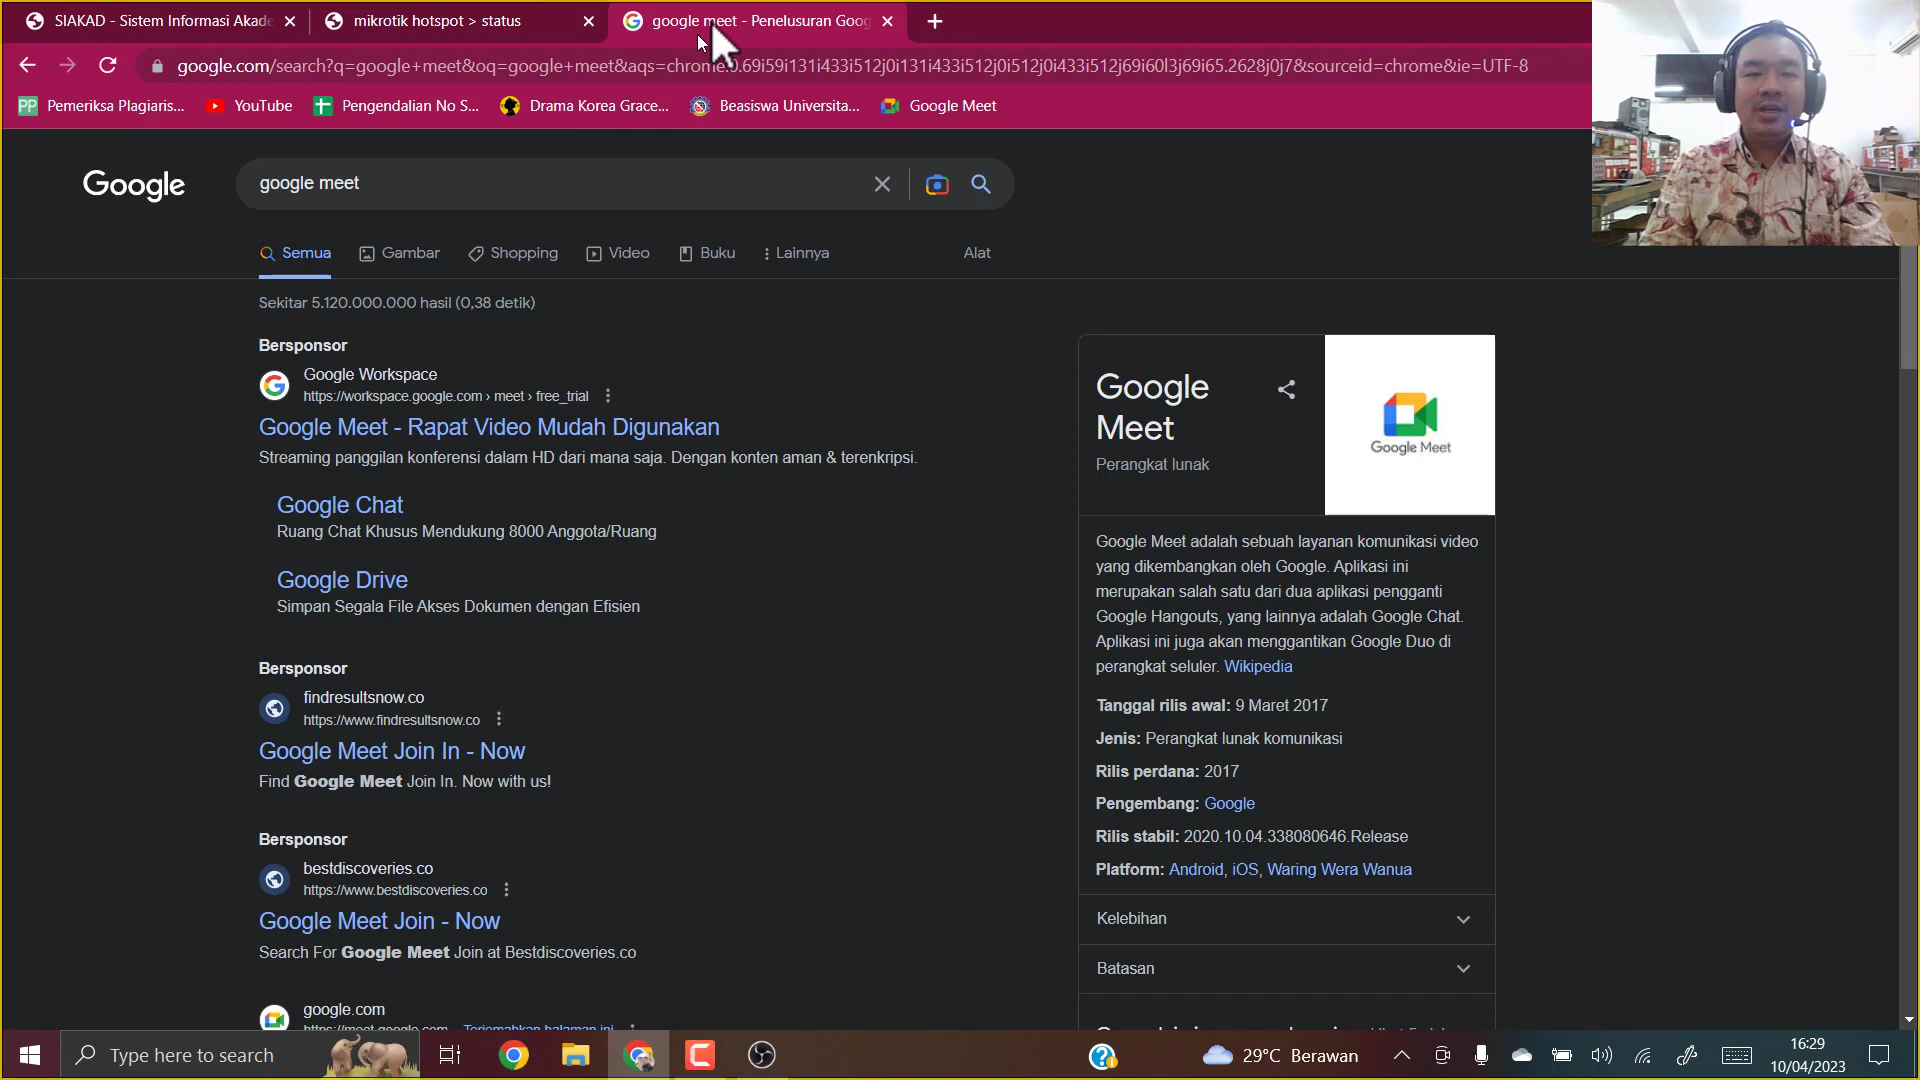 SIAKAD - Sistem Informasi Akade
mikrotik hotspot > status
google meet - Penelusuran Goog
google.com/search?q=google+meet&oq=google+meet&aqs=chrome.0.69i59i131i433i512j0i131i433i512j0i512j0i433i512j69i60l3j69i65.2628j0j7&sourceid=chrome&ie=UTF-8
PP Pemeriksa Plagiaris...
YouTube
Pengendalian No S...
Drama Korea Grace...
Beasiswa Universita...
Google Meet
Google
google meet
Semua
Gambar
Shopping
Video
Buku
Lainnya
Alat
Sekitar 5.120.000.000 hasil (0,38 detik)
Bersponsor
Google Workspace
https://workspace.google.com › meet › free_trial
Google Meet - Rapat Video Mudah Digunakan
Streaming panggilan konferensi dalam HD dari mana saja. Dengan konten aman & terenkripsi.
Google Chat
Ruang Chat Khusus Mendukung 8000 Anggota/Ruang
Google Drive
Simpan Segala File Akses Dokumen dengan Efisien
Bersponsor
findresultsnow.co
https://www.findresultsnow.co
Google Meet Join In - Now
Find Google Meet Join In. Now with us!
Bersponsor
bestdiscoveries.co
https://www.bestdiscoveries.co
Google Meet Join - Now
Search For Google Meet Join at Bestdiscoveries.co
google.com
https://meet.google.com
Terjemahkan halaman ini
Google
Meet
Perangkat lunak
Google Meet
Google Meet adalah sebuah layanan komunikasi video
yang dikembangkan oleh Google. Aplikasi ini
merupakan salah satu dari dua aplikasi pengganti
Google Hangouts, yang lainnya adalah Google Chat.
Aplikasi ini juga akan menggantikan Google Duo di
perangkat seluler. Wikipedia
Tanggal rilis awal: 9 Maret 2017
Jenis: Perangkat lunak komunikasi
Rilis perdana: 2017
Pengembang: Google
Rilis stabil: 2020.10.04.338080646.Release
Platform: Android, iOS, Waring Wera Wanua
Kelebihan
Batasan
Type here to search
29°C Berawan
16:29
10/04/2023